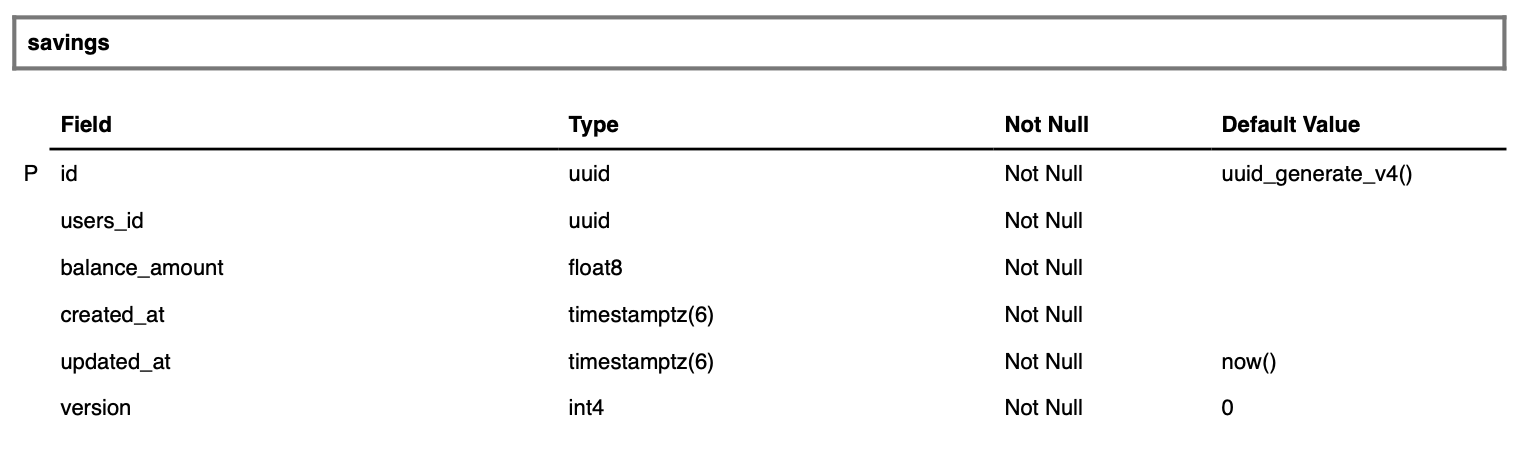 savings
Field Type Not Null Default Value
P id uuid Not Null uuid_generate_v4()
users_id uuid Not Null
balance_amount float8 Not Null
created_at timestamptz(6) Not Null
updated_at timestamptz(6) Not Null now()
version int4 Not Null 0